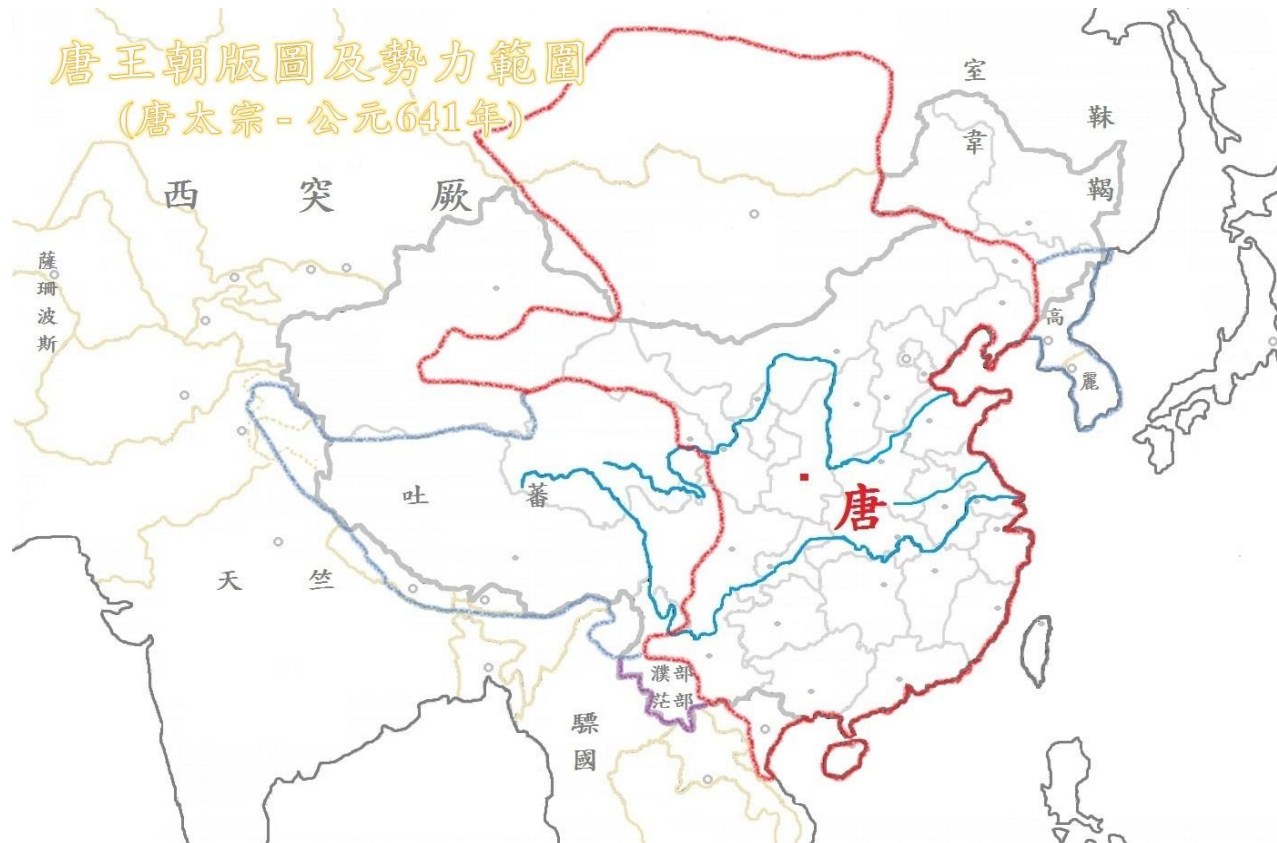 唐王朝版圖及勢力範圍
(唐太宗 - 公元641年)
室韋
靺鞨
西突厥
薩珊波斯
高麗
唐
吐蕃
天竺
濮部
茫部
驃國